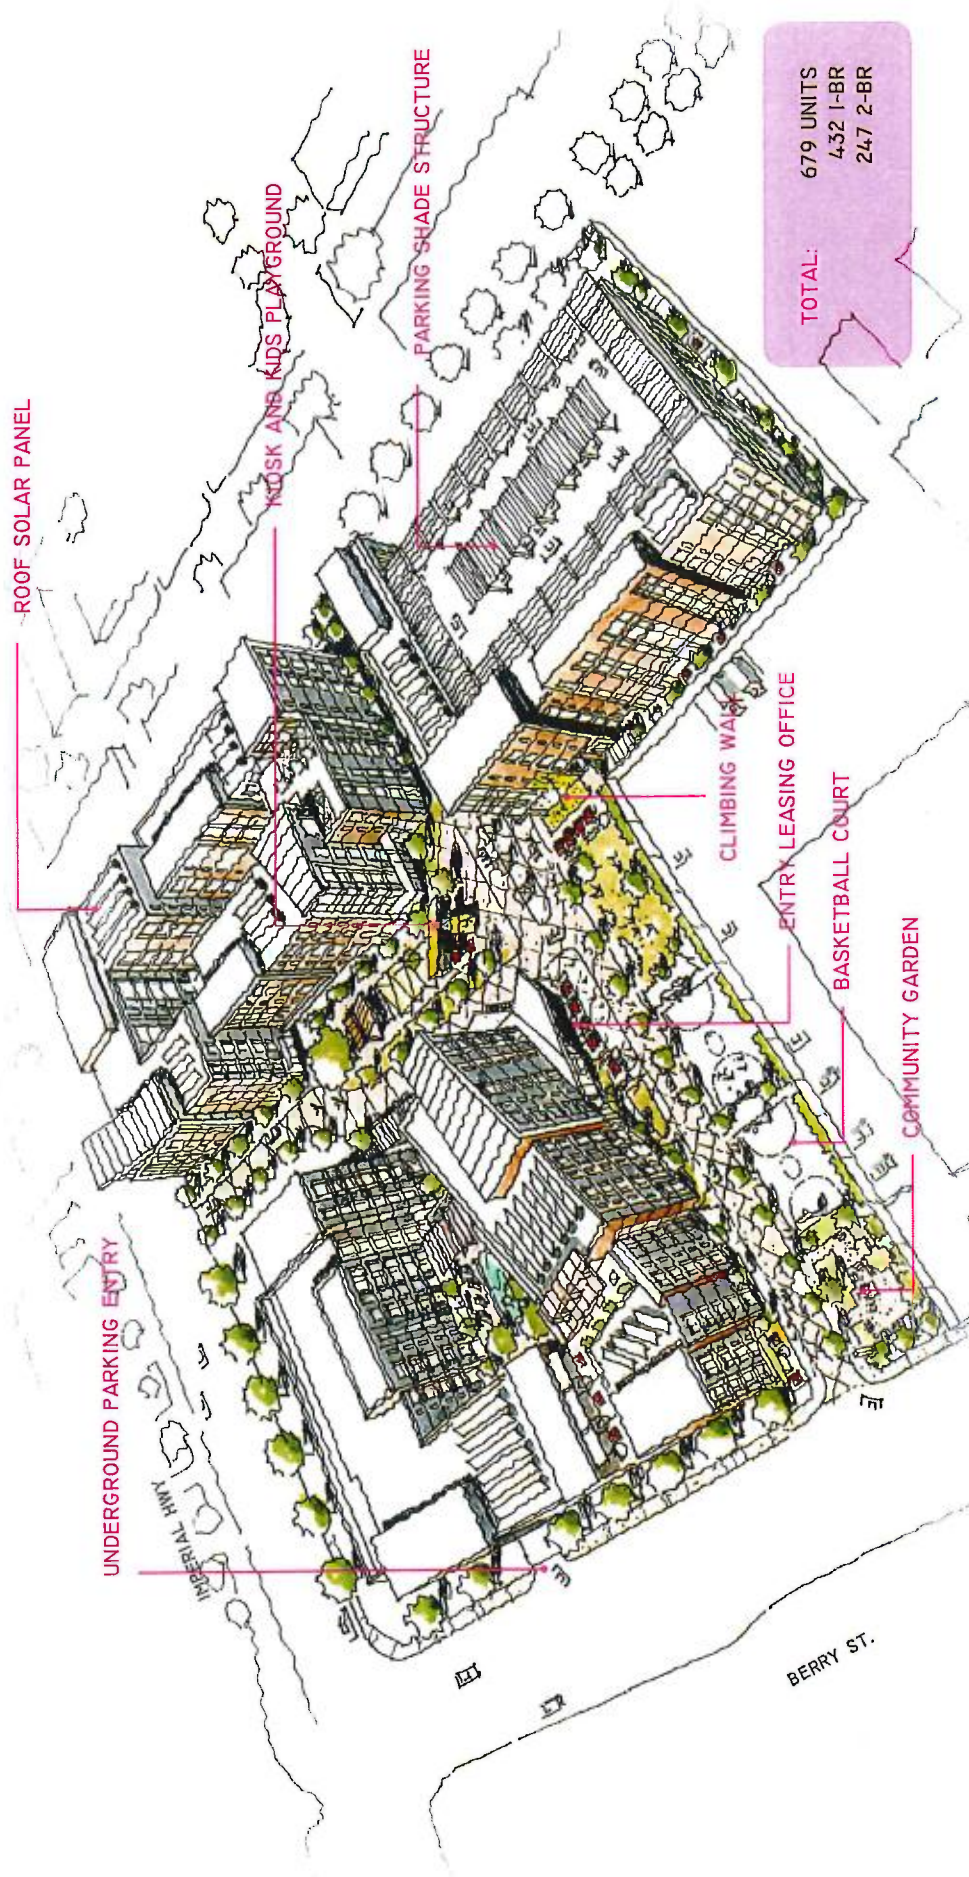 ROOF SOLAR PANEL
UNDERGROUND PARKING ENTRY
KIOSK AND KIDS PLAYGROUND
IMPERIAL HWY
PARKING SHADE STRUCTURE
CLIMBING WALL
ENTRY LEASING OFFICE
BASKETBALL COURT
COMMUNITY GARDEN
BERRY ST.
TOTAL: 679 UNITS
432 1-BR
247 2-BR